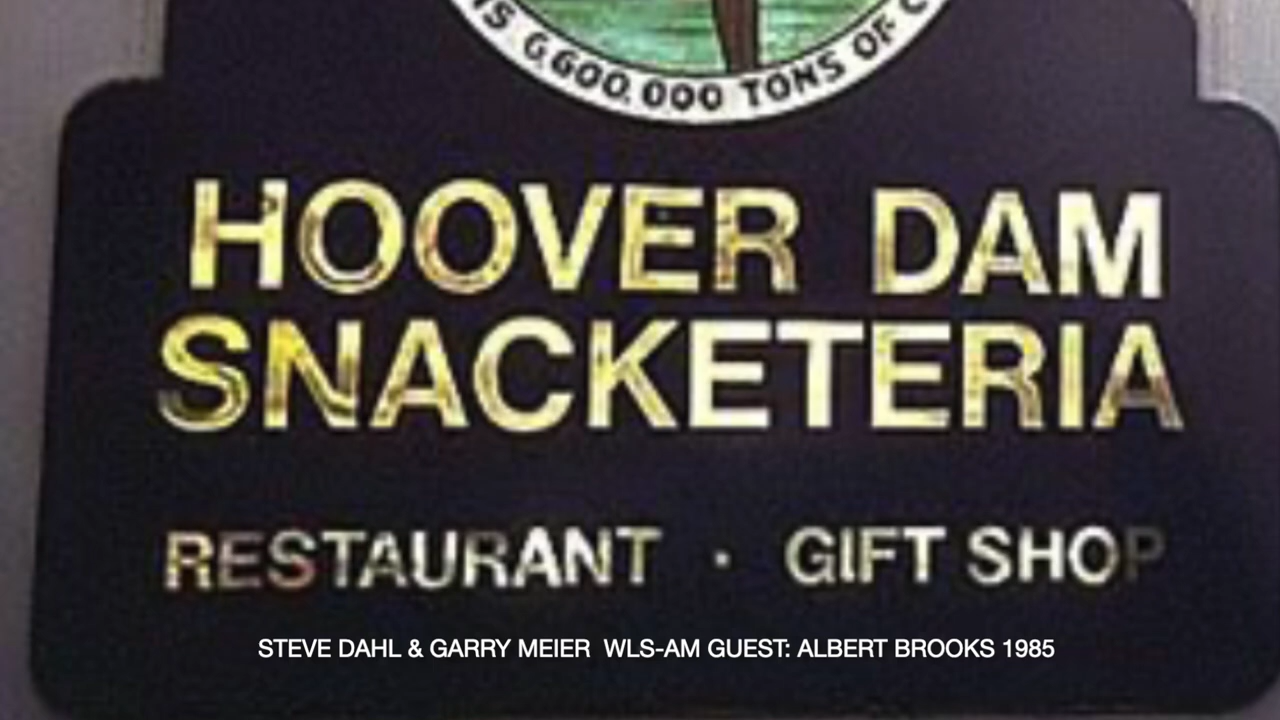 6,600,000 TONS OF
HOOVER DAM
SNACKETERIA
RESTAURANT · GIFT SHOP
STEVE DAHL & GARRY MEIER WLS-AM GUEST: ALBERT BROOKS 1985